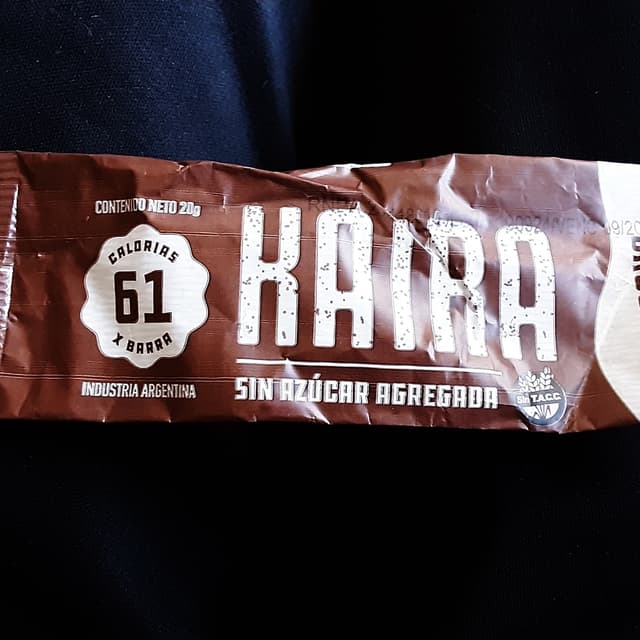 CONTENIDO NETO 20g
CALORIAS
61
X BARRA
INDUSTRIA ARGENTINA
KAIRA
SIN AZÚCAR AGREGADA
Sin T.A.C.C.